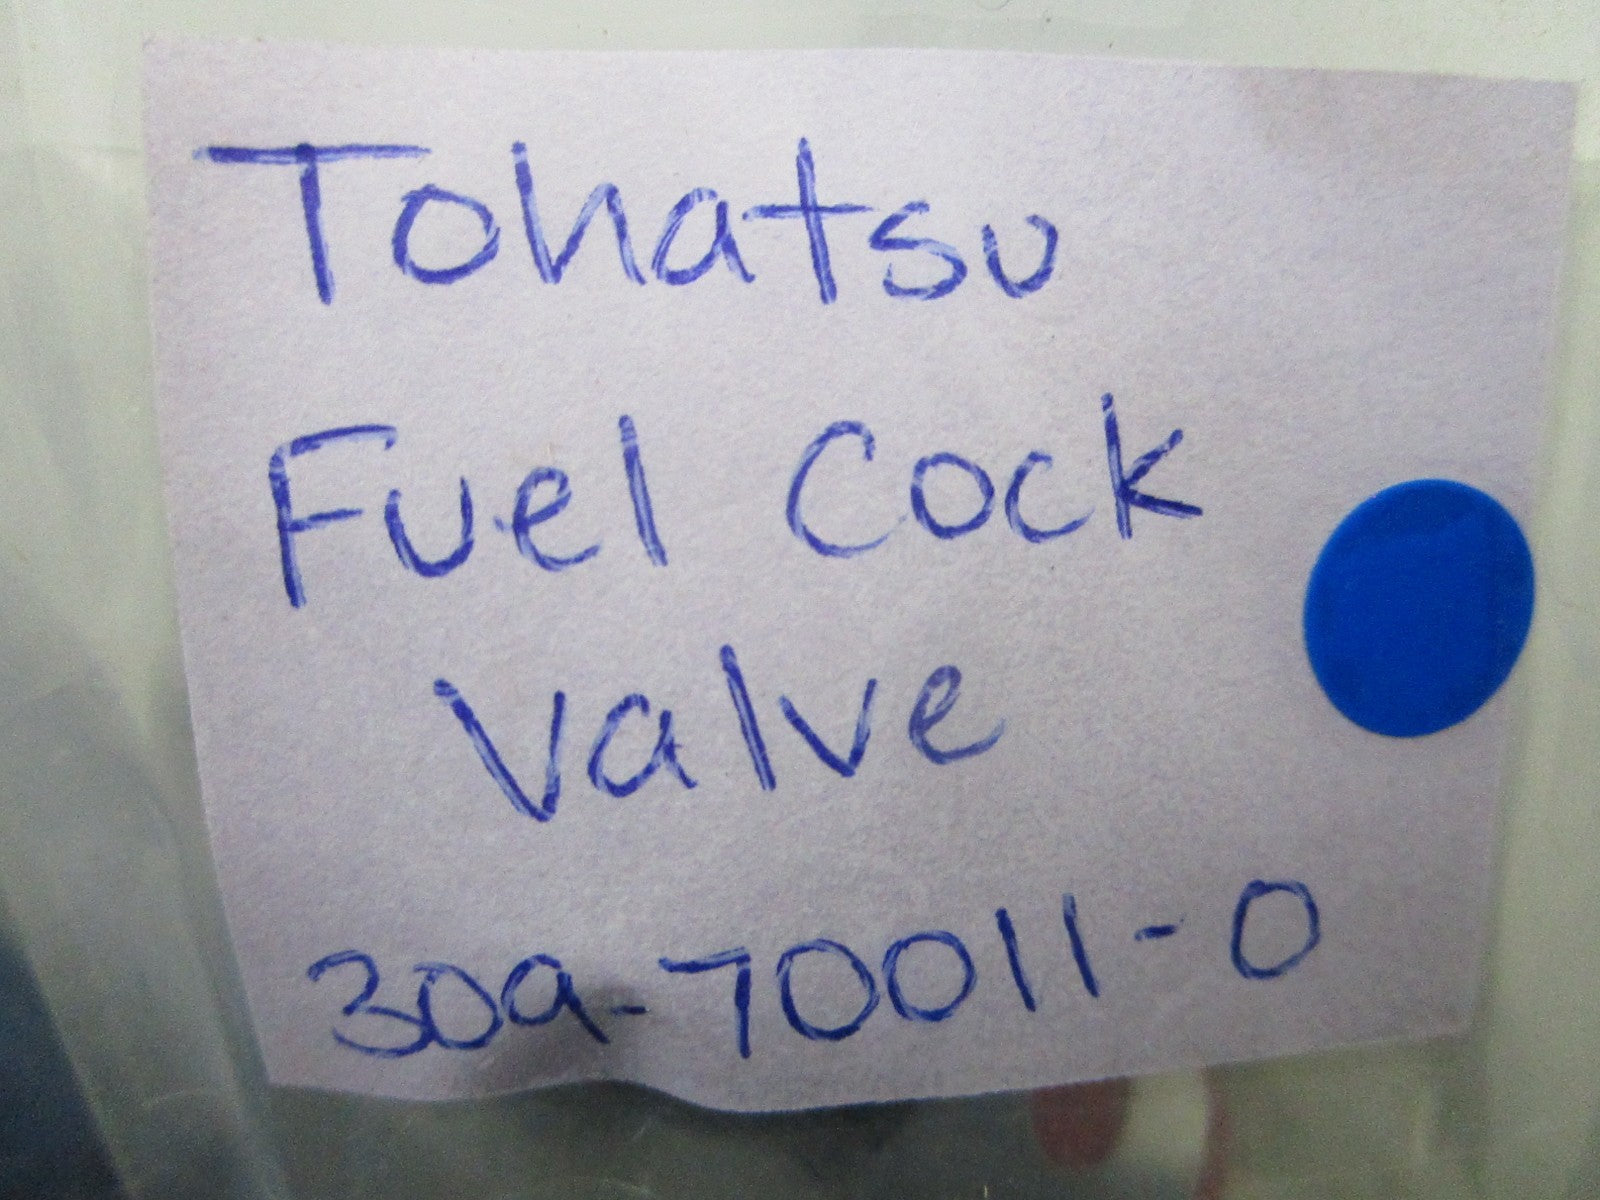 Tohatsu
Fuel Cock
Valve
309-70011-0